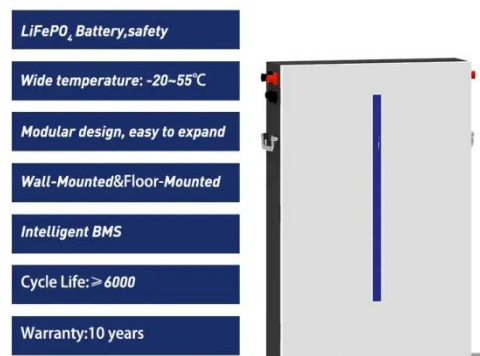 LiFePO₄ Battery,safety
Wide temperature: -20~55℃
Modular design, easy to expand
Wall-Mounted&Floor-Mounted
Intelligent BMS
Cycle Life:≥6000
Warranty:10 years